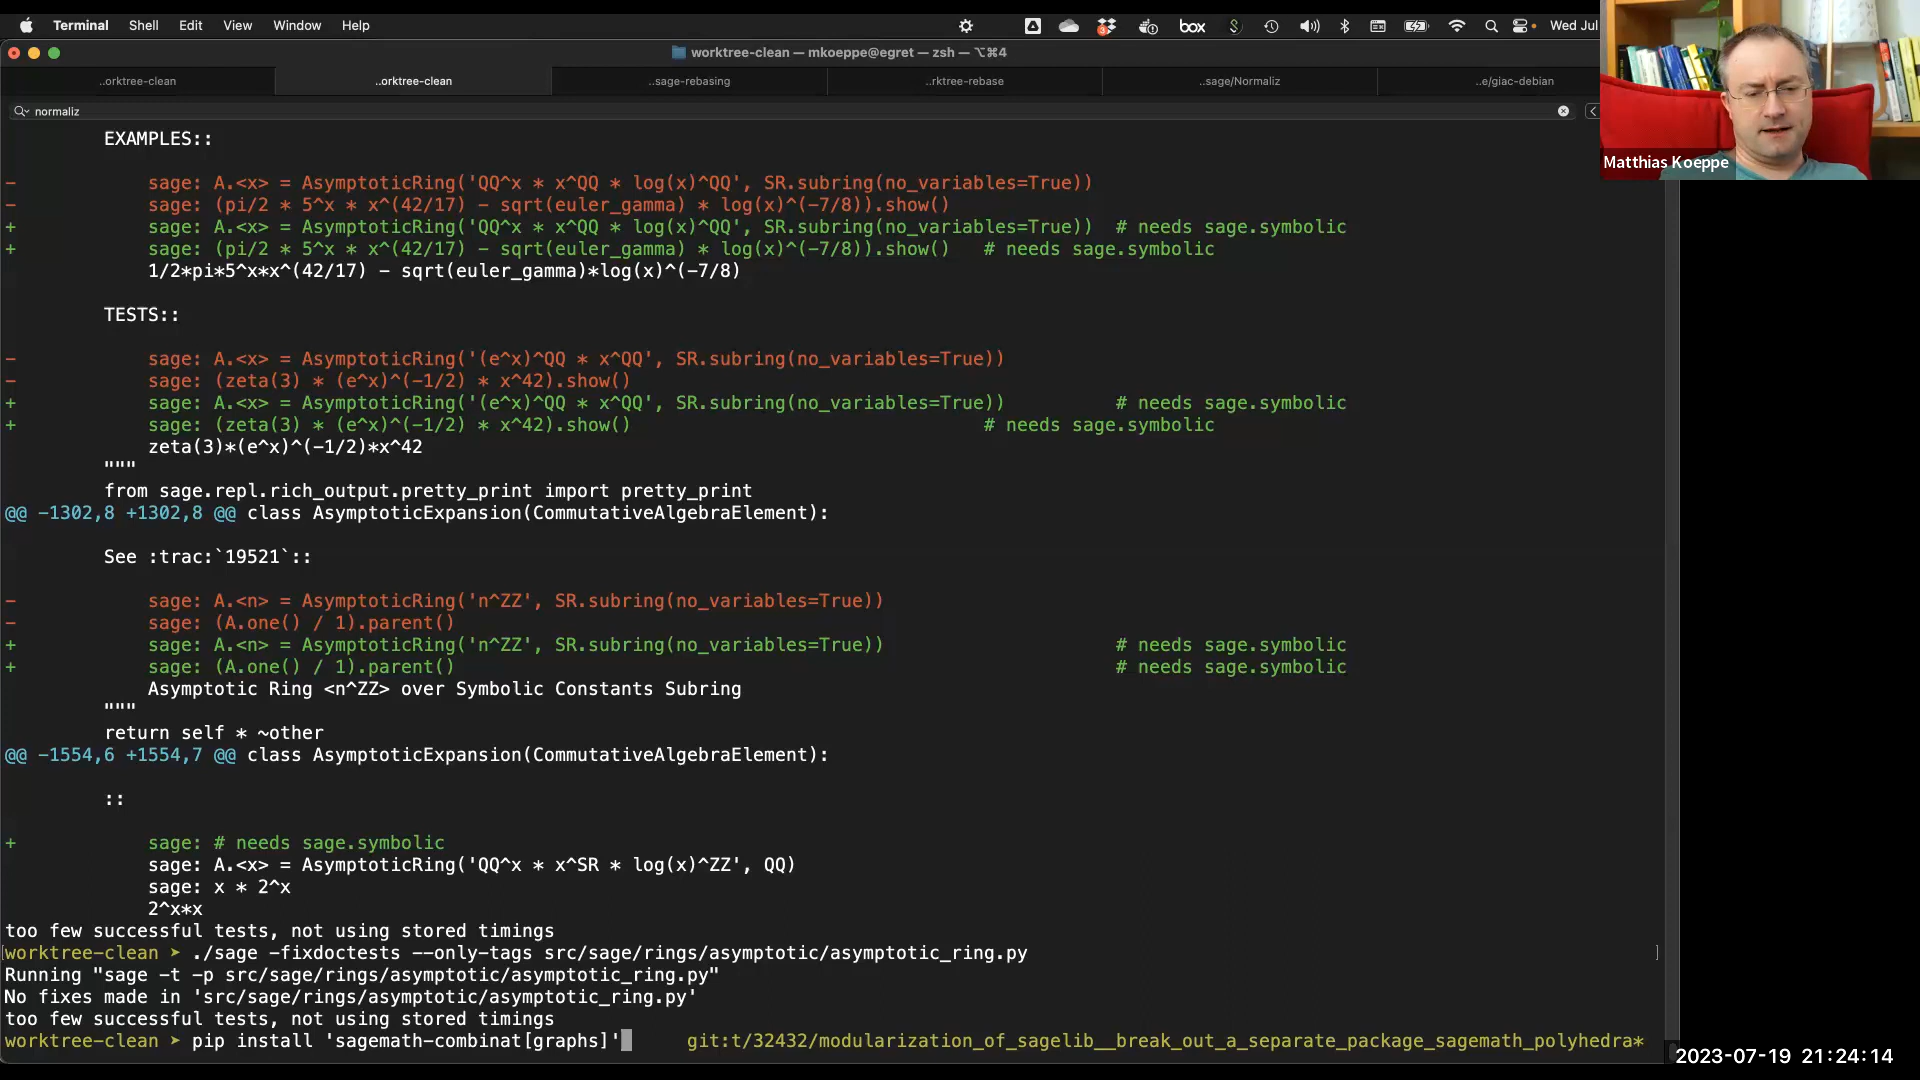 Terminal Shell Edit View Window Help box Wed Jul
worktree-clean — mkoeppe@egret — zsh — ⌥⌘4
..orktree-clean ..orktree-clean ..sage-rebasing ..rktree-rebase ..sage/Normaliz ..e/giac-debian
normaliz
Matthias Koeppe
EXAMPLES::
- sage: A.<x> = AsymptoticRing('QQ^x * x^QQ * log(x)^QQ', SR.subring(no_variables=True))
- sage: (pi/2 * 5^x * x^(42/17) - sqrt(euler_gamma) * log(x)^(-7/8)).show()
+ sage: A.<x> = AsymptoticRing('QQ^x * x^QQ * log(x)^QQ', SR.subring(no_variables=True)) # needs sage.symbolic
+ sage: (pi/2 * 5^x * x^(42/17) - sqrt(euler_gamma) * log(x)^(-7/8)).show() # needs sage.symbolic
1/2*pi*5^x*x^(42/17) - sqrt(euler_gamma)*log(x)^(-7/8)
TESTS::
- sage: A.<x> = AsymptoticRing('(e^x)^QQ * x^QQ', SR.subring(no_variables=True))
- sage: (zeta(3) * (e^x)^(-1/2) * x^42).show()
+ sage: A.<x> = AsymptoticRing('(e^x)^QQ * x^QQ', SR.subring(no_variables=True)) # needs sage.symbolic
+ sage: (zeta(3) * (e^x)^(-1/2) * x^42).show() # needs sage.symbolic
zeta(3)*(e^x)^(-1/2)*x^42
"""
from sage.repl.rich_output.pretty_print import pretty_print
@@ -1302,8 +1302,8 @@ class AsymptoticExpansion(CommutativeAlgebraElement):
See :trac:`19521`::
- sage: A.<n> = AsymptoticRing('n^ZZ', SR.subring(no_variables=True))
- sage: (A.one() / 1).parent()
+ sage: A.<n> = AsymptoticRing('n^ZZ', SR.subring(no_variables=True)) # needs sage.symbolic
+ sage: (A.one() / 1).parent() # needs sage.symbolic
Asymptotic Ring <n^ZZ> over Symbolic Constants Subring
"""
return self * ~other
@@ -1554,6 +1554,7 @@ class AsymptoticExpansion(CommutativeAlgebraElement):
::
+ sage: # needs sage.symbolic
sage: A.<x> = AsymptoticRing('QQ^x * x^SR * log(x)^ZZ', QQ)
sage: x * 2^x
2^x*x
too few successful tests, not using stored timings
[worktree-clean ➤ ./sage -fixdoctests --only-tags src/sage/rings/asymptotic/asymptotic_ring.py ]
Running "sage -t -p src/sage/rings/asymptotic/asymptotic_ring.py"
No fixes made in 'src/sage/rings/asymptotic/asymptotic_ring.py'
too few successful tests, not using stored timings
worktree-clean ➤ pip install 'sagemath-combinat[graphs]' git:t/32432/modularization_of_sagelib__break_out_a_separate_package_sagemath_polyhedra*
2023-07-19 21:24:14